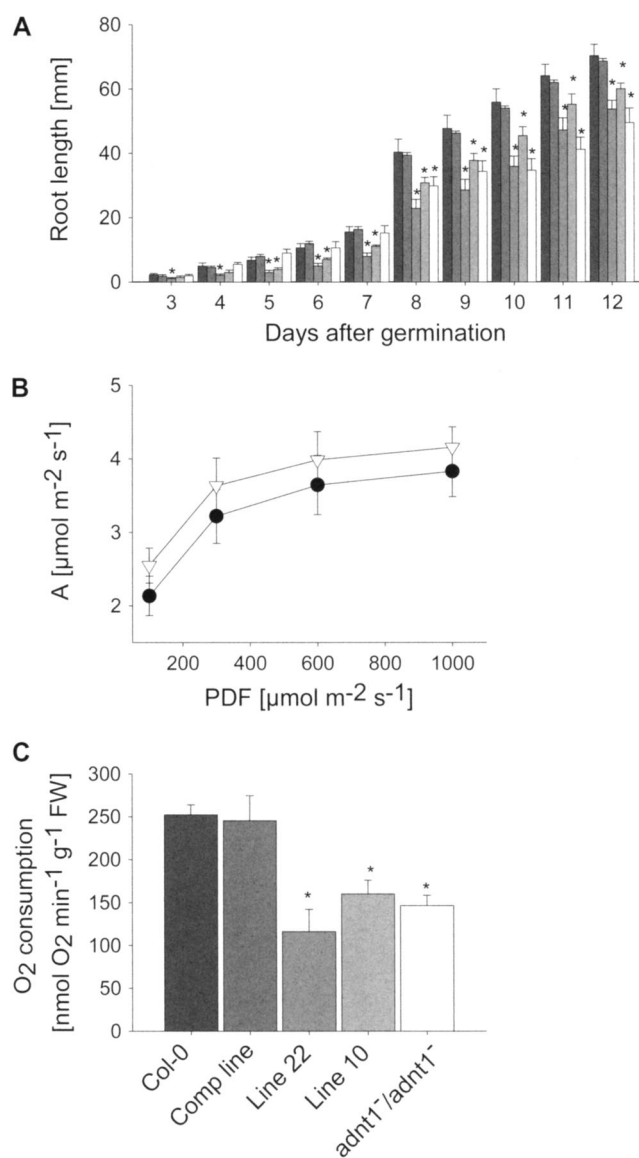 A
Root length [mm]
80
60
40
20
0
* * * * * * * * * * * * * * * * * * * * * *
3 4 5 6 7 8 9 10 11 12
Days after germination
B
A [µmol m-2 s-1]
5
4
3
2
200 400 600 800 1000
PDF [µmol m-2 s-1]
C
O2 consumption
[nmol O2 min-1 g-1 FW]
300
250
200
150
100
50
0
* * *
Col-0
Comp line
Line 22
Line 10
adnt1-/adnt1-